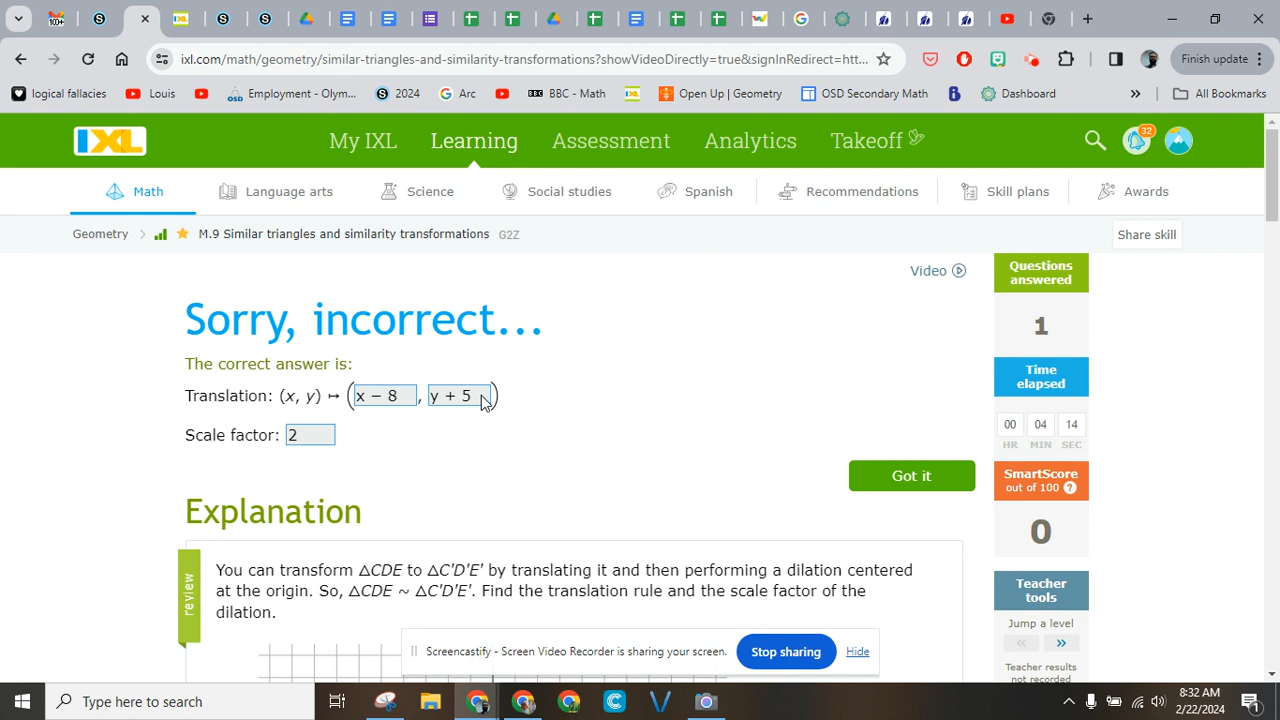 100+
Finish update
ixl.com/math/geometry/similar-triangles-and-similarity-transformations?showVideoDirectly=true&signInRedirect=htt...
logical fallacies
Louis
Employment - Olym...
2024
Arc
BBC - Math
Open Up | Geometry
OSD Secondary Math
Dashboard
»
All Bookmarks
IXL
My IXL
Learning
Assessment
Analytics
Takeoff
32
Math
Language arts
Science
Social studies
Spanish
Recommendations
Skill plans
Awards
Geometry
M.9 Similar triangles and similarity transformations G2Z
Share skill
Video
Sorry, incorrect...
The correct answer is:
Translation: (x, y) ↦ (x − 8, y + 5)
Scale factor: 2
Got it
Questions
answered
1
Time
elapsed
00 04 14
HR MIN SEC
SmartScore
out of 100 ?
0
Teacher
tools
Jump a level
« »
Teacher results
not recorded
Explanation
review
You can transform △CDE to △C'D'E' by translating it and then performing a dilation centered
at the origin. So, △CDE ~ △C'D'E'. Find the translation rule and the scale factor of the
dilation.
Screencastify - Screen Video Recorder is sharing your screen.
Stop sharing
Hide
Type here to search
8:32 AM
2/22/2024
1